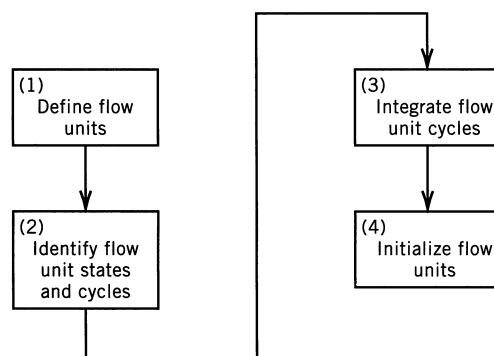 (1)
Define flow
units
(2)
Identify flow
unit states
and cycles
(3)
Integrate flow
unit cycles
(4)
Initialize flow
units